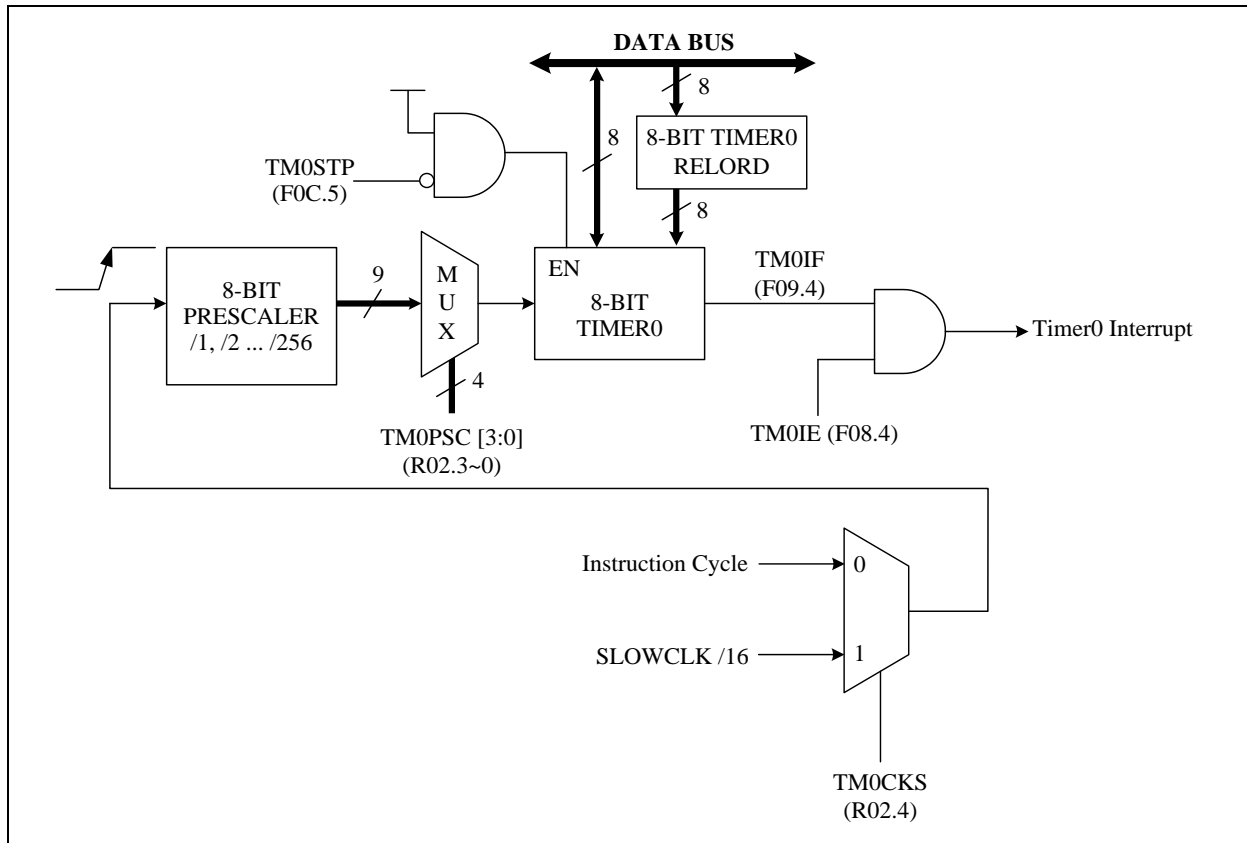 DATA BUS
8
8
8-BIT TIMER0
RELORD
TM0STP
(F0C.5)
8
EN
8-BIT
TIMER0
8-BIT
PRESCALER
/1, /2 ... /256
9
M
U
X
4
TM0PSC [3:0]
(R02.3~0)
TM0IF
(F09.4)
Timer0 Interrupt
TM0IE (F08.4)
Instruction Cycle
0
SLOWCLK /16
1
TM0CKS
(R02.4)